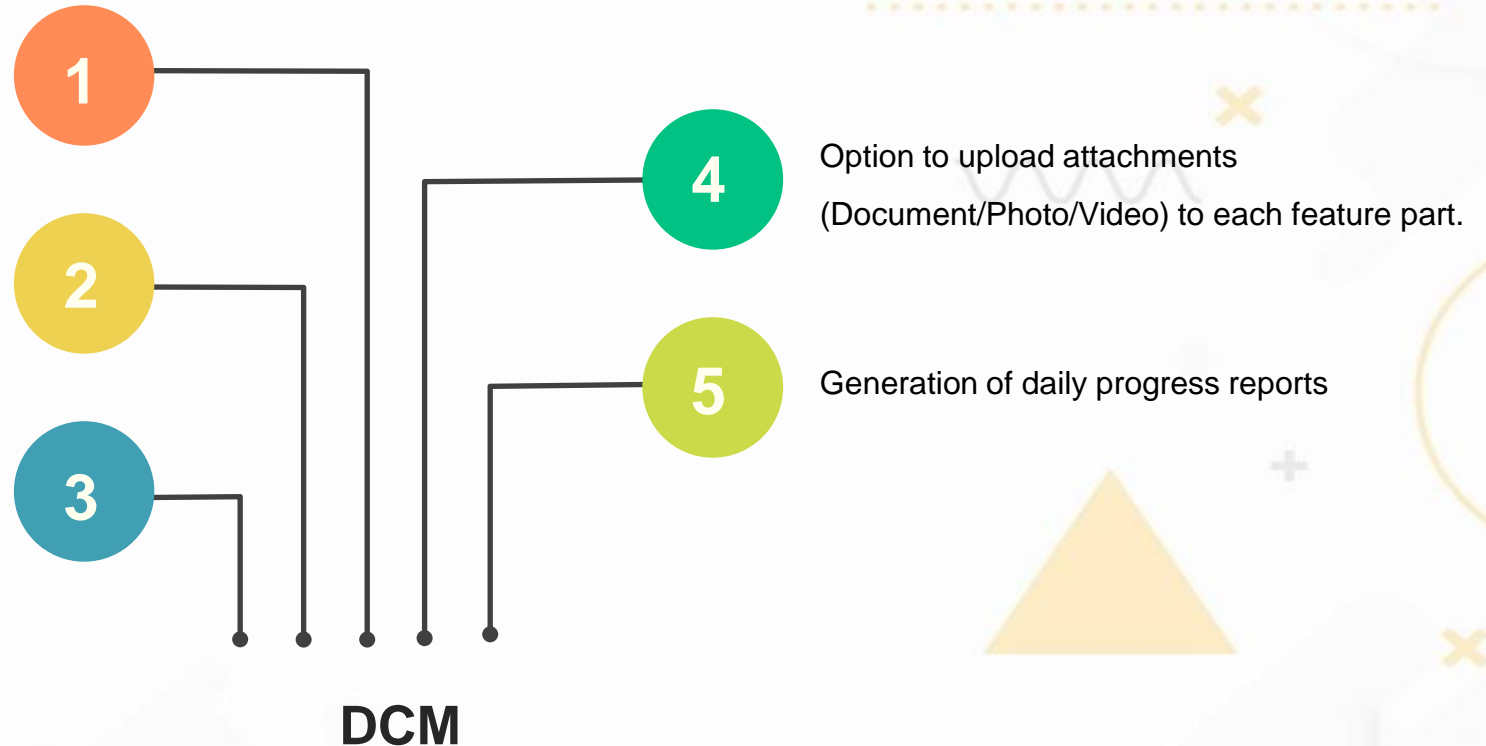 1
2
3
4
Option to upload attachments
(Document/Photo/Video) to each feature part.
5
Generation of daily progress reports
DCM